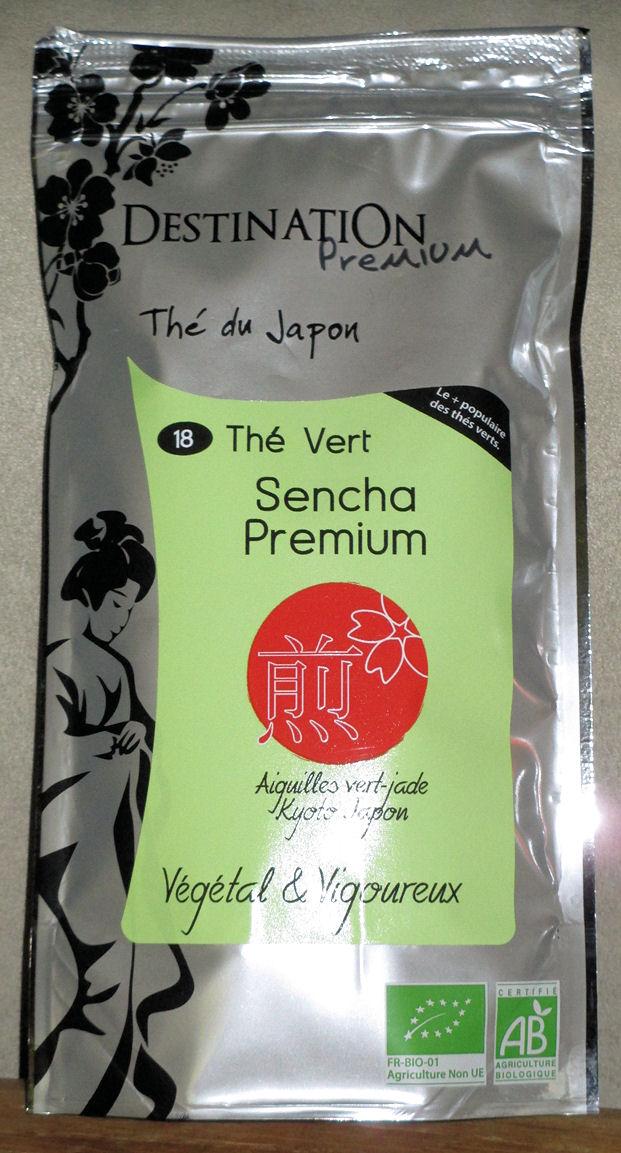 DESTINATION
Premium
Thé du Japon
Le + populaire
des thés verts.
18 Thé Vert
Sencha
Premium
煎
Aiguilles vert-jade
Kyoto Japon
Végétal & Vigoureux
FR-BIO-01
Agriculture Non UE
CERTIFIÉ
AB
AGRICULTURE
BIOLOGIQUE